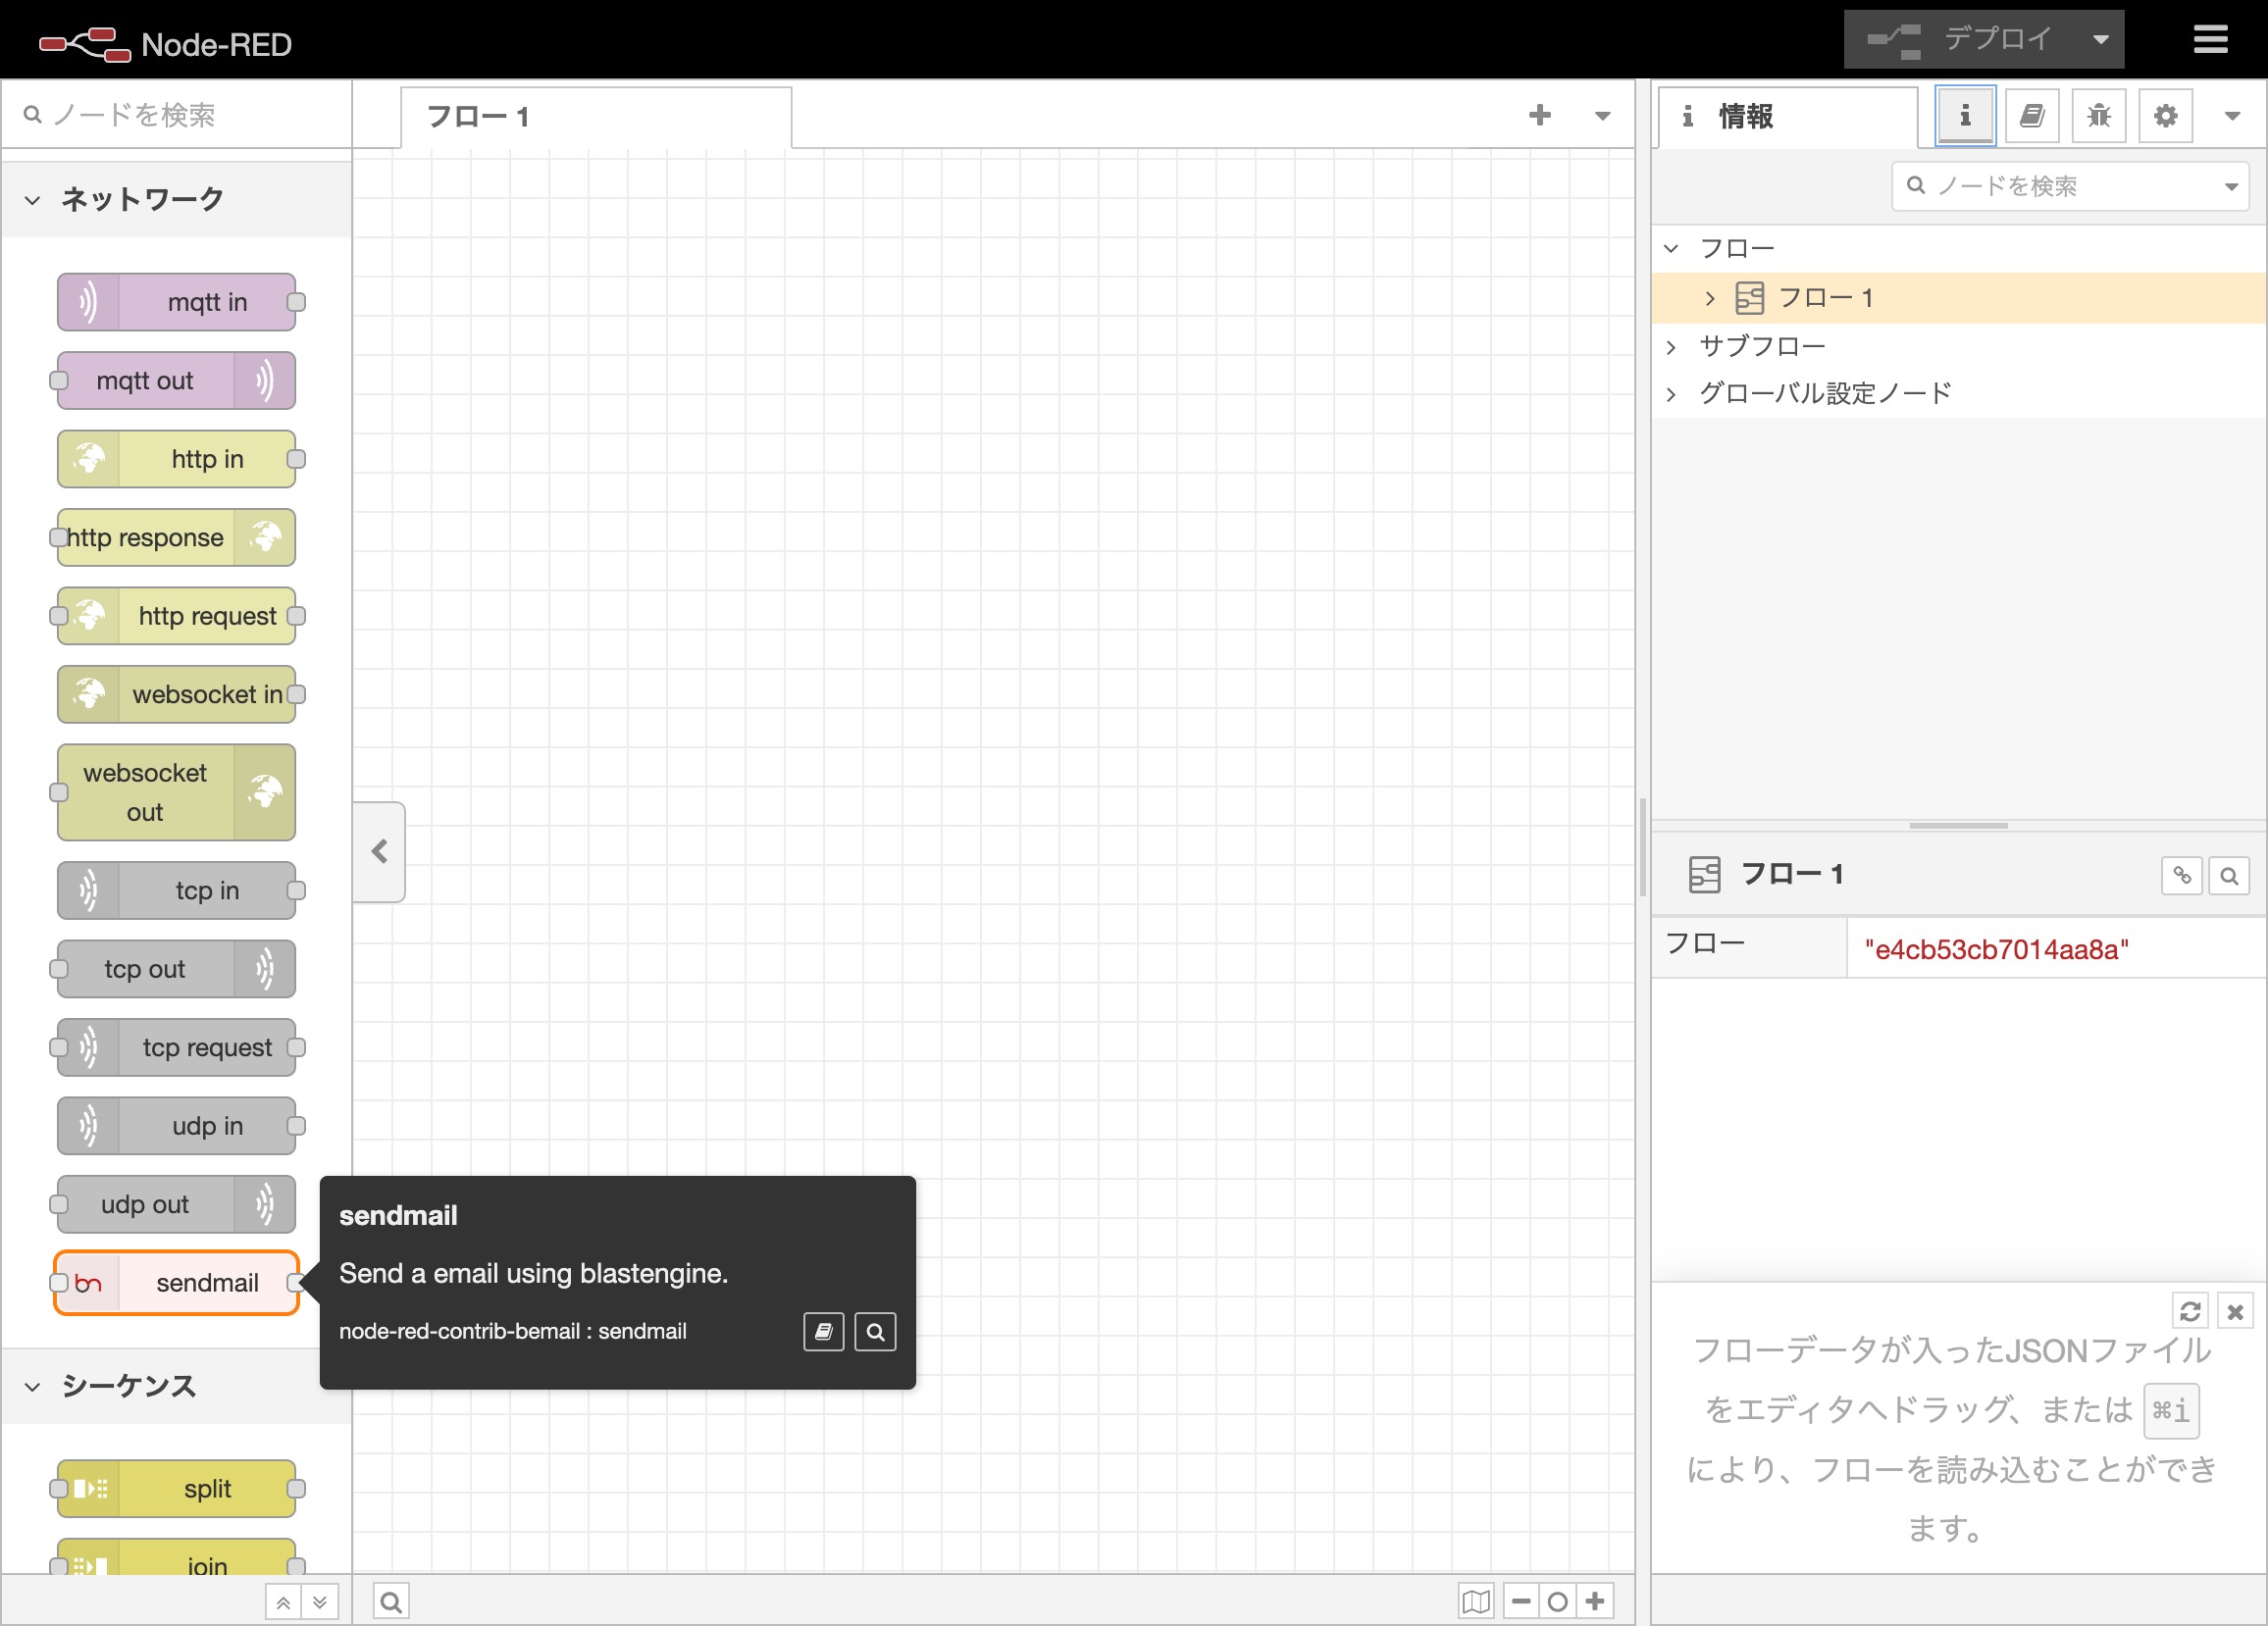 Node-RED
デプロイ
ノードを検索
ネットワーク
mqtt in
mqtt out
http in
http response
http request
websocket in
websocket
out
tcp in
tcp out
tcp request
udp in
udp out
bn
sendmail
シーケンス
split
join
フロー 1
sendmail
Send a email using blastengine.
node-red-contrib-bemail : sendmail
i 情報
i
ノードを検索
フロー
フロー 1
サブフロー
グローバル設定ノード
フロー 1
フロー
"e4cb53cb7014aa8a"
フローデータが入ったJSONファイル
をエディタへドラッグ、または ⌘i
により、フローを読み込むことができ
ます。